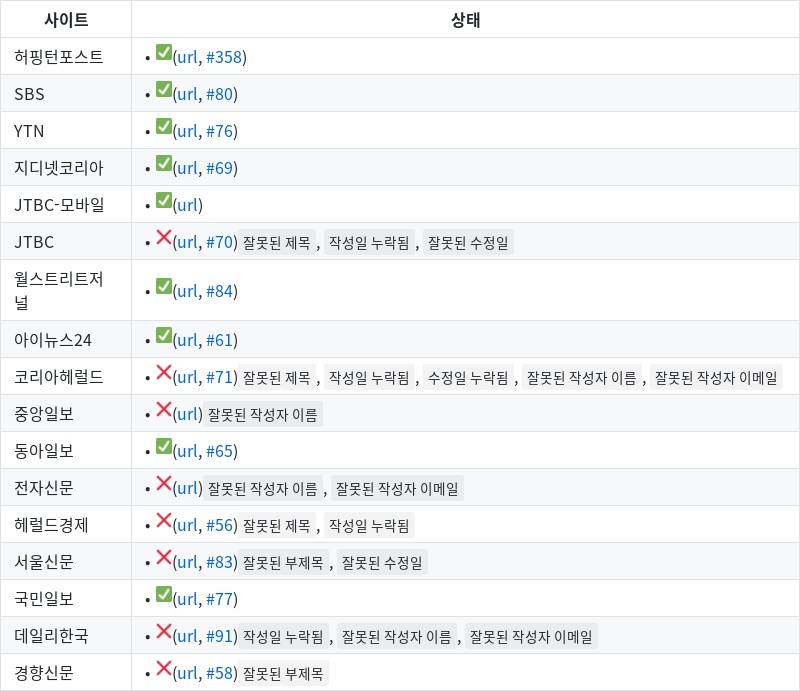 사이트 상태
허핑턴포스트 • ✅(url, #358)
SBS • ✅(url, #80)
YTN • ✅(url, #76)
지디넷코리아 • ✅(url, #69)
JTBC-모바일 • ✅(url)
JTBC • ❌(url, #70) 잘못된 제목 , 작성일 누락됨 , 잘못된 수정일
월스트리트저
널 • ✅(url, #84)
아이뉴스24 • ✅(url, #61)
코리아헤럴드 • ❌(url, #71) 잘못된 제목 , 작성일 누락됨 , 수정일 누락됨 , 잘못된 작성자 이름 , 잘못된 작성자 이메일
중앙일보 • ❌(url) 잘못된 작성자 이름
동아일보 • ✅(url, #65)
전자신문 • ❌(url) 잘못된 작성자 이름 , 잘못된 작성자 이메일
헤럴드경제 • ❌(url, #56) 잘못된 제목 , 작성일 누락됨
서울신문 • ❌(url, #83) 잘못된 부제목 , 잘못된 수정일
국민일보 • ✅(url, #77)
데일리한국 • ❌(url, #91) 작성일 누락됨 , 잘못된 작성자 이름 , 잘못된 작성자 이메일
경향신문 • ❌(url, #58) 잘못된 부제목